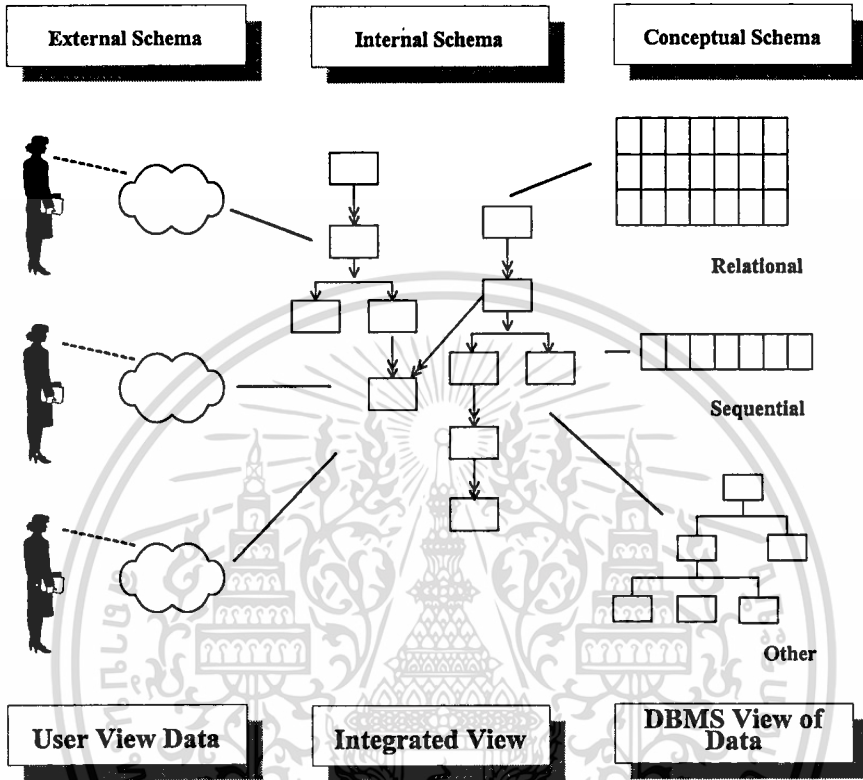 External Schema
Internal Schema
Conceptual Schema
Relational
Sequential
Other
User View Data
Integrated View
DBMS View of
Data